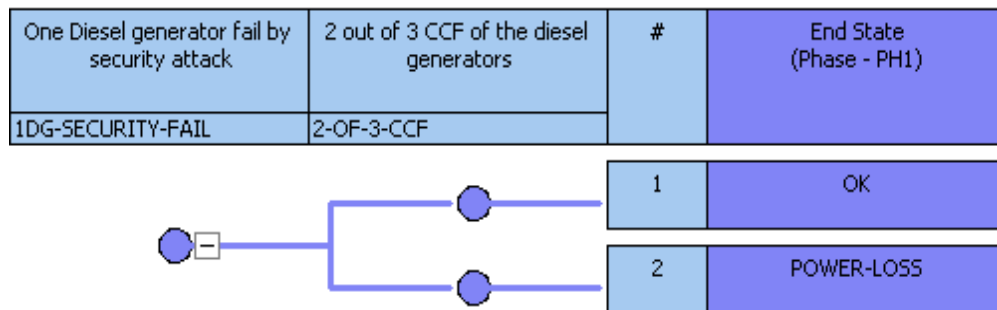 One Diesel generator fail by
security attack
2 out of 3 CCF of the diesel
generators
#
End State
(Phase - PH1)
1DG-SECURITY-FAIL
2-OF-3-CCF
1
OK
2
POWER-LOSS